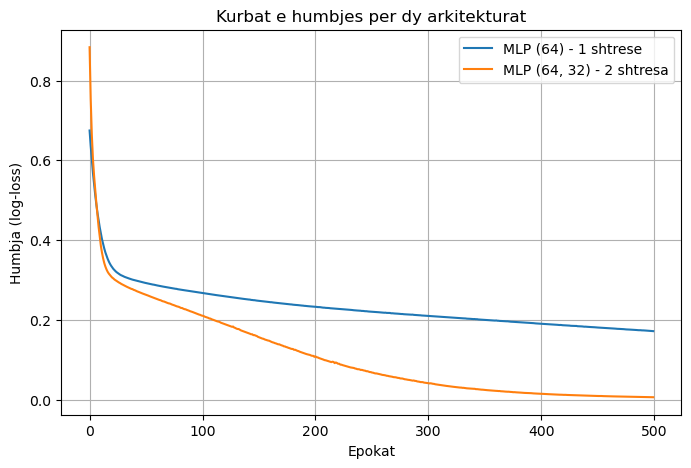 Kurbat e humbjes per dy arkitekturat
MLP (64) - 1 shtrese
MLP (64, 32) - 2 shtresa
Humbja (log-loss)
0.8
0.6
0.4
0.2
0.0
0 100 200 300 400 500
Epokat